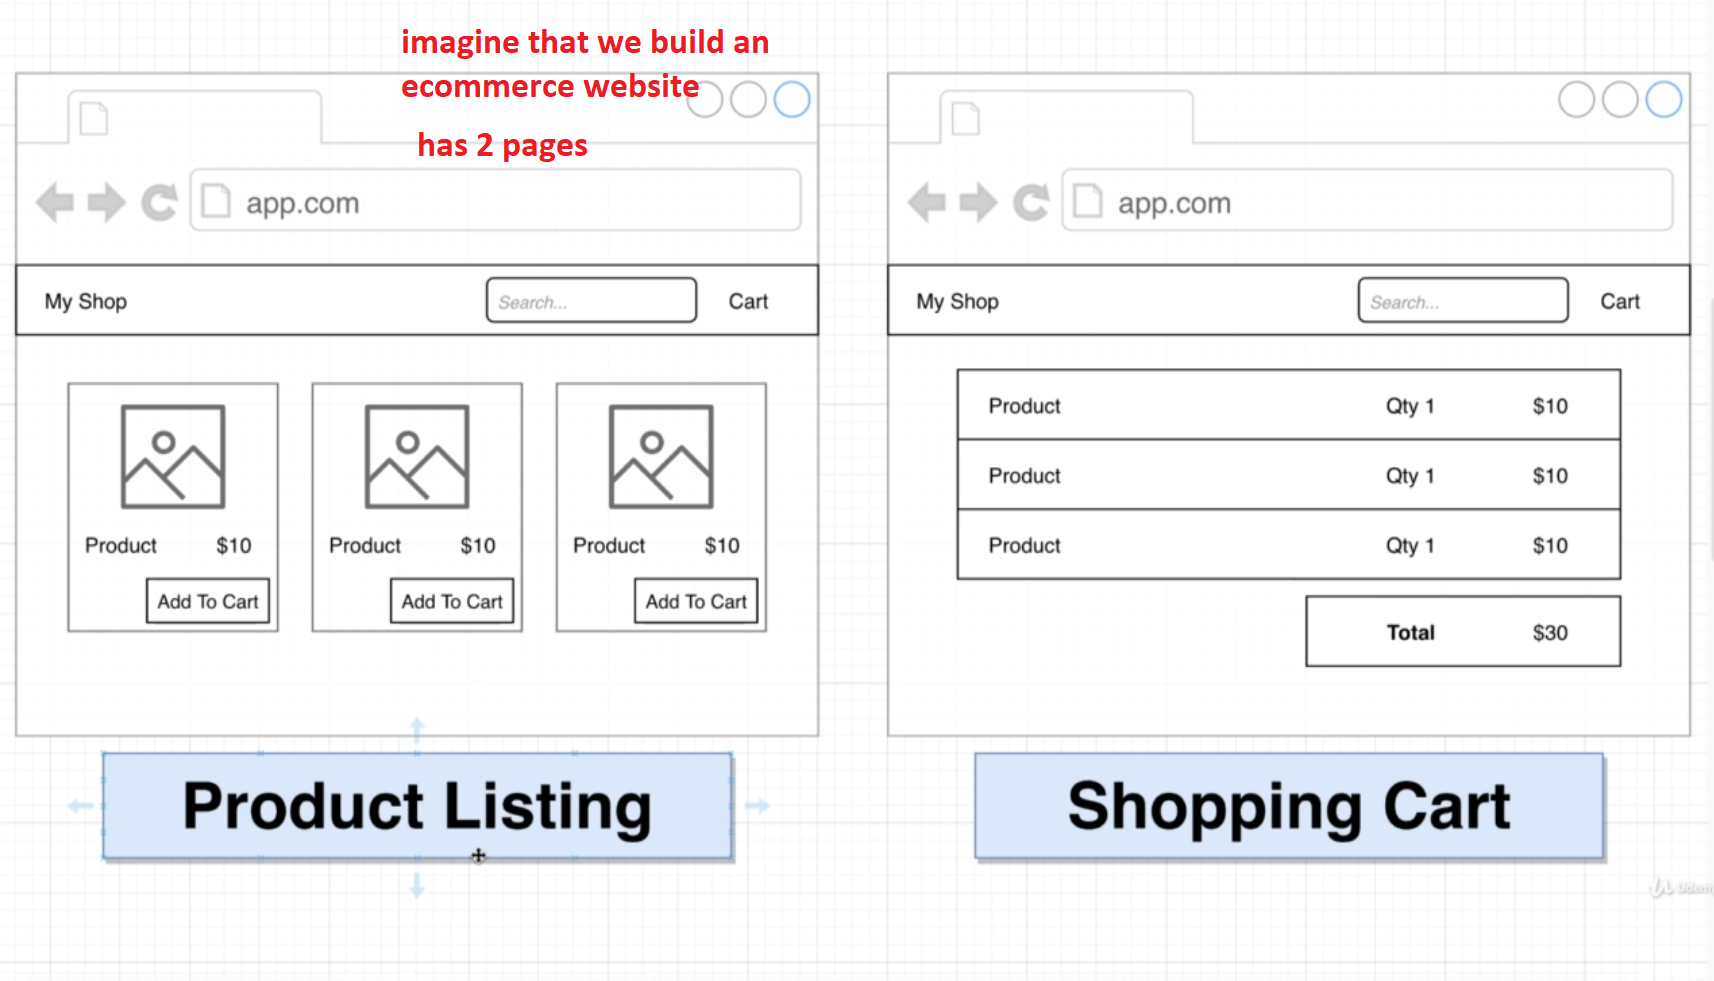 imagine that we build an
ecommerce website
has 2 pages
app.com
My Shop Search... Cart
Product $10 Product $10 Product $10
Add To Cart Add To Cart Add To Cart
Product Listing
app.com
My Shop Search... Cart
Product Qty 1 $10
Product Qty 1 $10
Product Qty 1 $10
Total $30
Shopping Cart